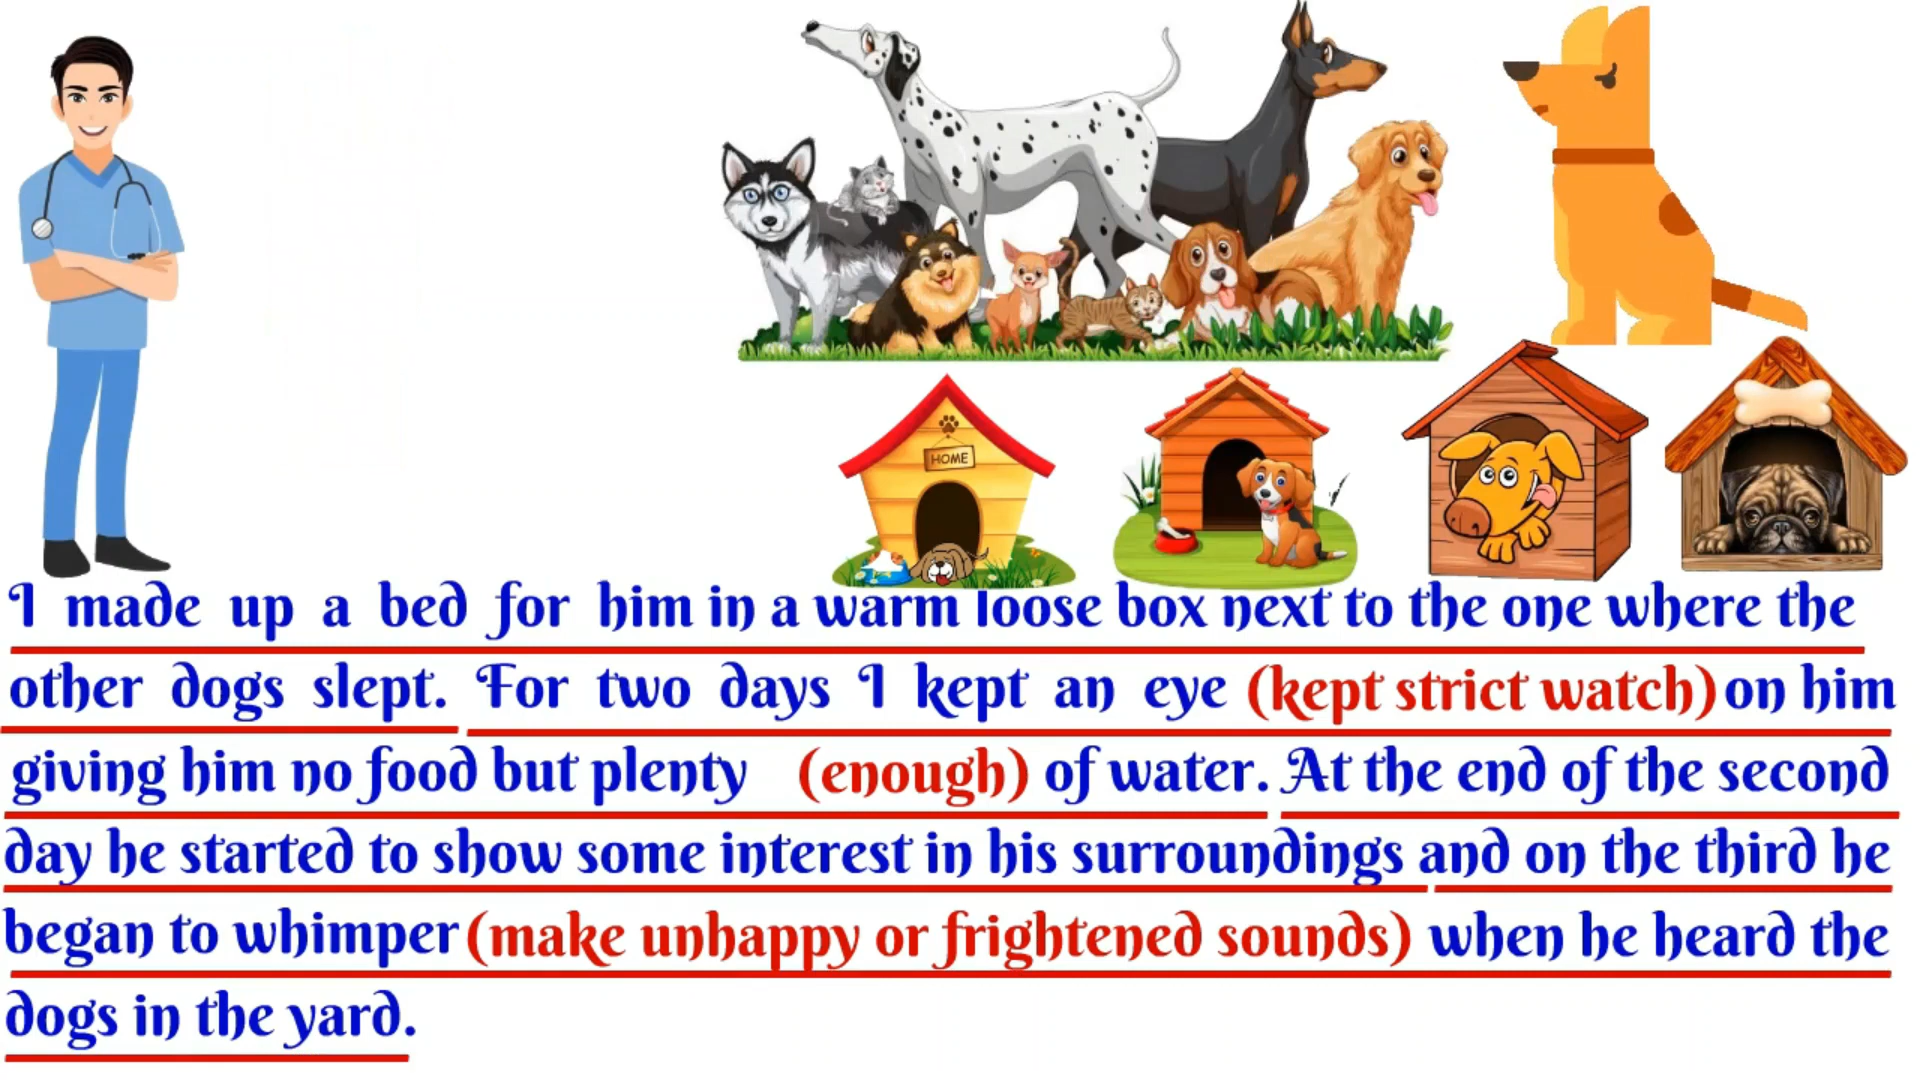 HOME
I made up a bed for him in a warm loose box next to the one where the
other dogs slept. For two days I kept an eye (kept strict watch) on him
giving him no food but plenty (enough) of water. At the end of the second
day he started to show some interest in his surroundings and on the third he
began to whimper (make unhappy or frightened sounds) when he heard the
dogs in the yard.